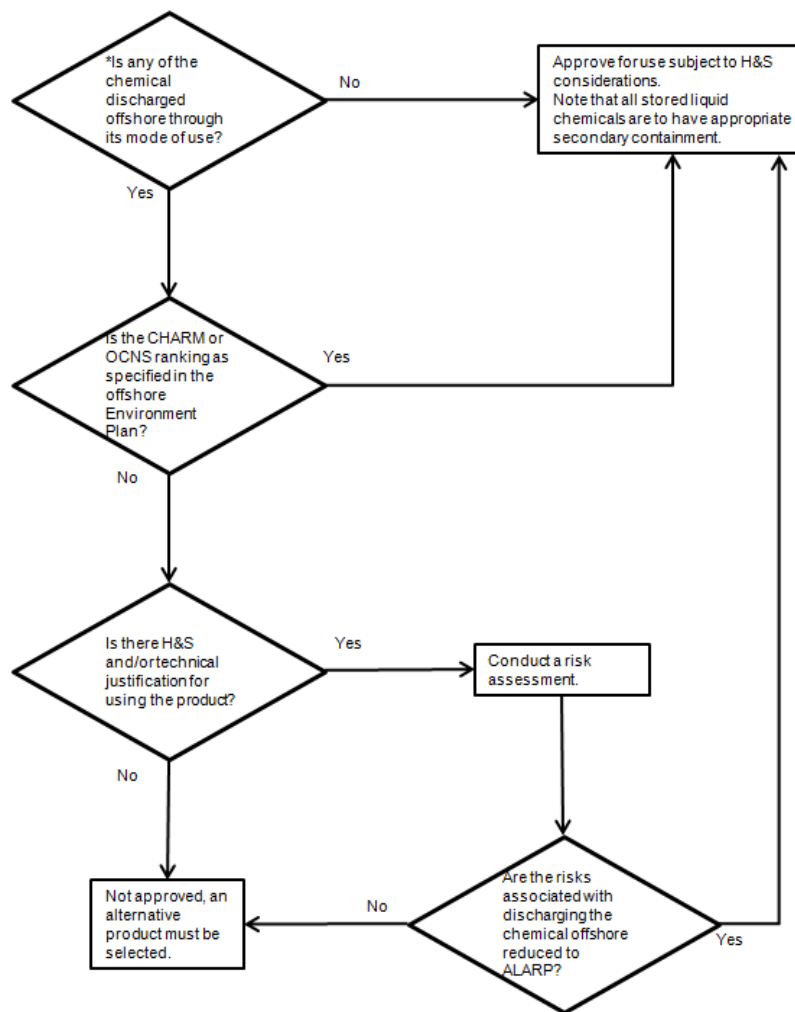 *Is any of the
chemical
discharged
offshore through
its mode of use?
No
Approve for use subject to H&S
considerations.
Note that all stored liquid
chemicals are to have appropriate
secondary containment.
Yes
Is the CHARM or
OCNS ranking as
specified in the
offshore
Environment
Plan?
Yes
No
Is there H&S
and/or technical
justification for
using the product?
Yes
Conduct a risk
assessment.
No
Not approved, an
alternative
product must be
selected.
No
Are the risks
associated with
discharging the
chemical offshore
reduced to
ALARP?
Yes